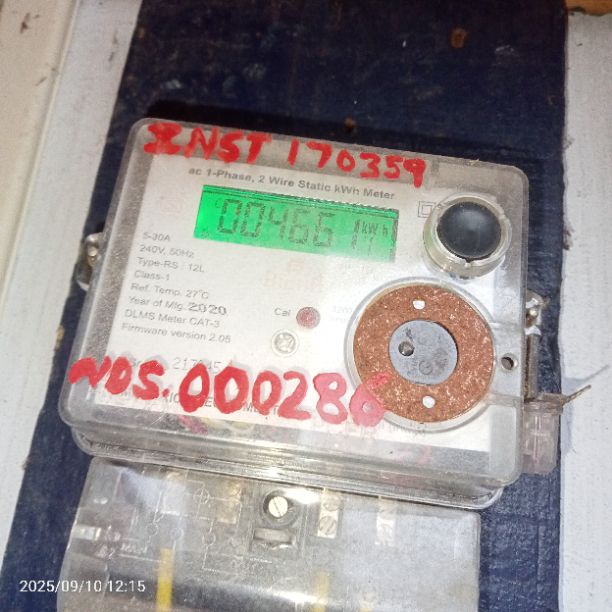 INST 170359
ac 1-Phase, 2 Wire Static kWh Meter
004661 kWh
5-30A
240V, 50Hz
Type-RS : 12L
Class-1
Ref. Temp. 27°C
Year of Mfg. 2020
Cal
DLMS Meter CAT-3
Firmware version 2.05
NOS. 000286
2025/09/10 12:15